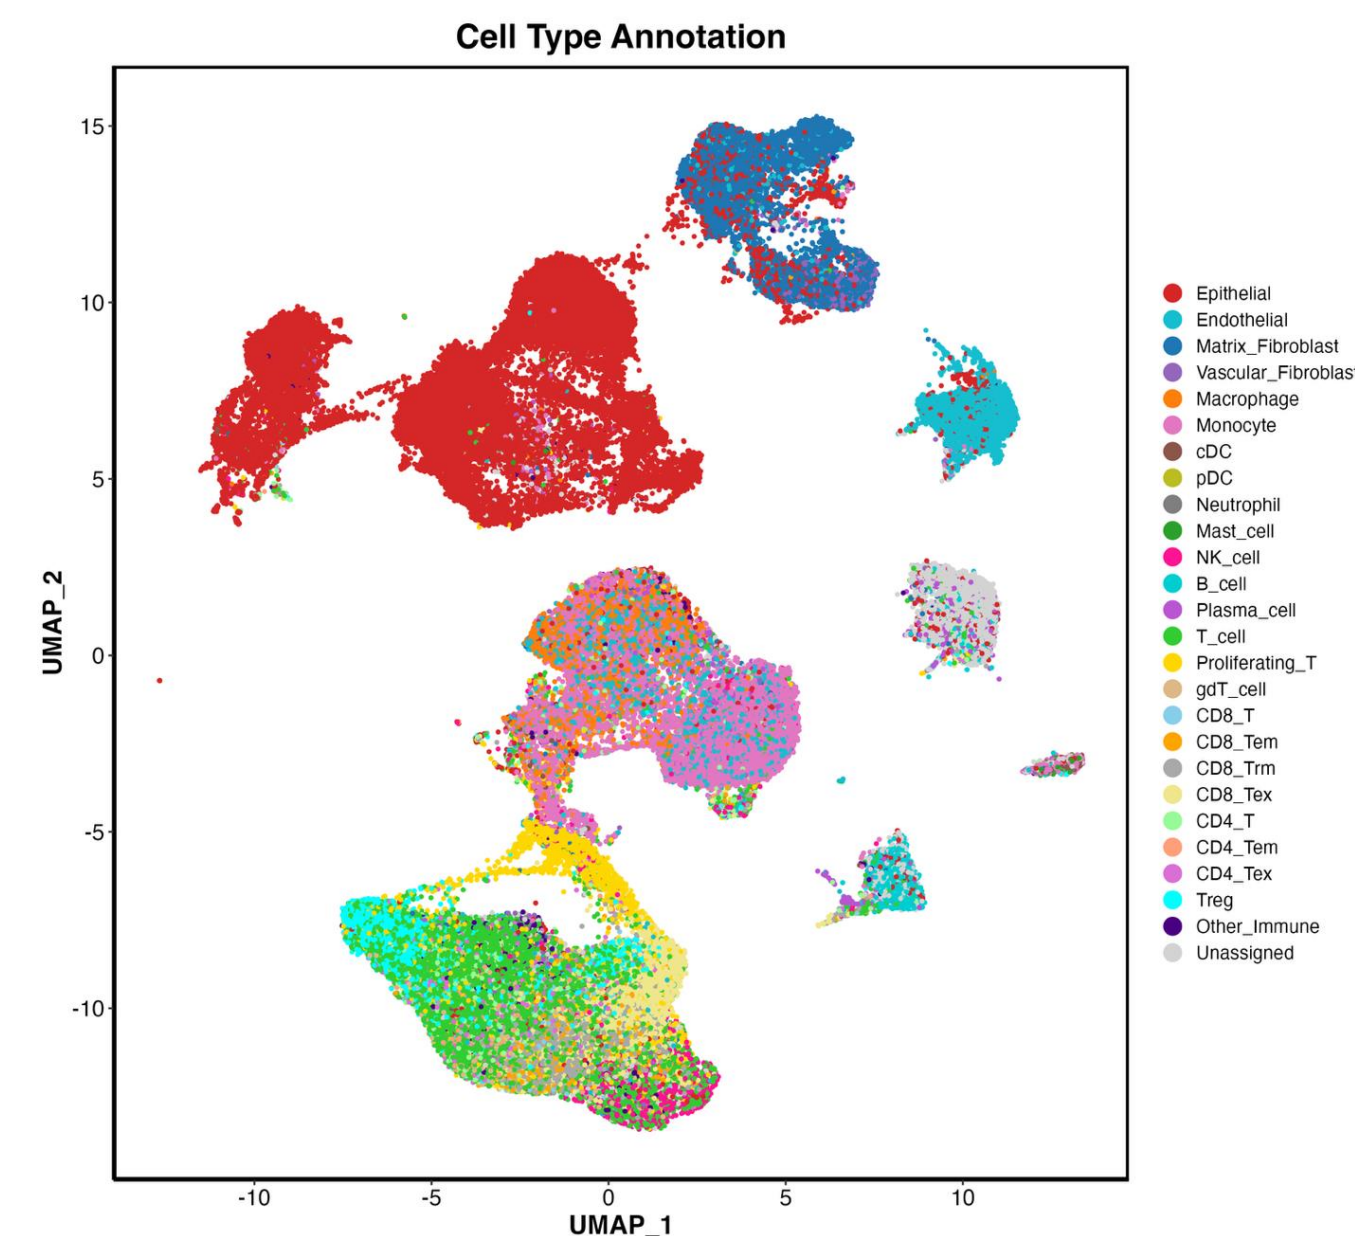 Cell Type Annotation
15
10
5
0
-5
-10
UMAP_2
-10 -5 0 5 10
UMAP_1
Epithelial
Endothelial
Matrix_Fibroblast
Vascular_Fibroblast
Macrophage
Monocyte
cDC
pDC
Neutrophil
Mast_cell
NK_cell
B_cell
Plasma_cell
T_cell
Proliferating_T
gdT_cell
CD8_T
CD8_Tem
CD8_Trm
CD8_Tex
CD4_T
CD4_Tem
CD4_Tex
Treg
Other_Immune
Unassigned